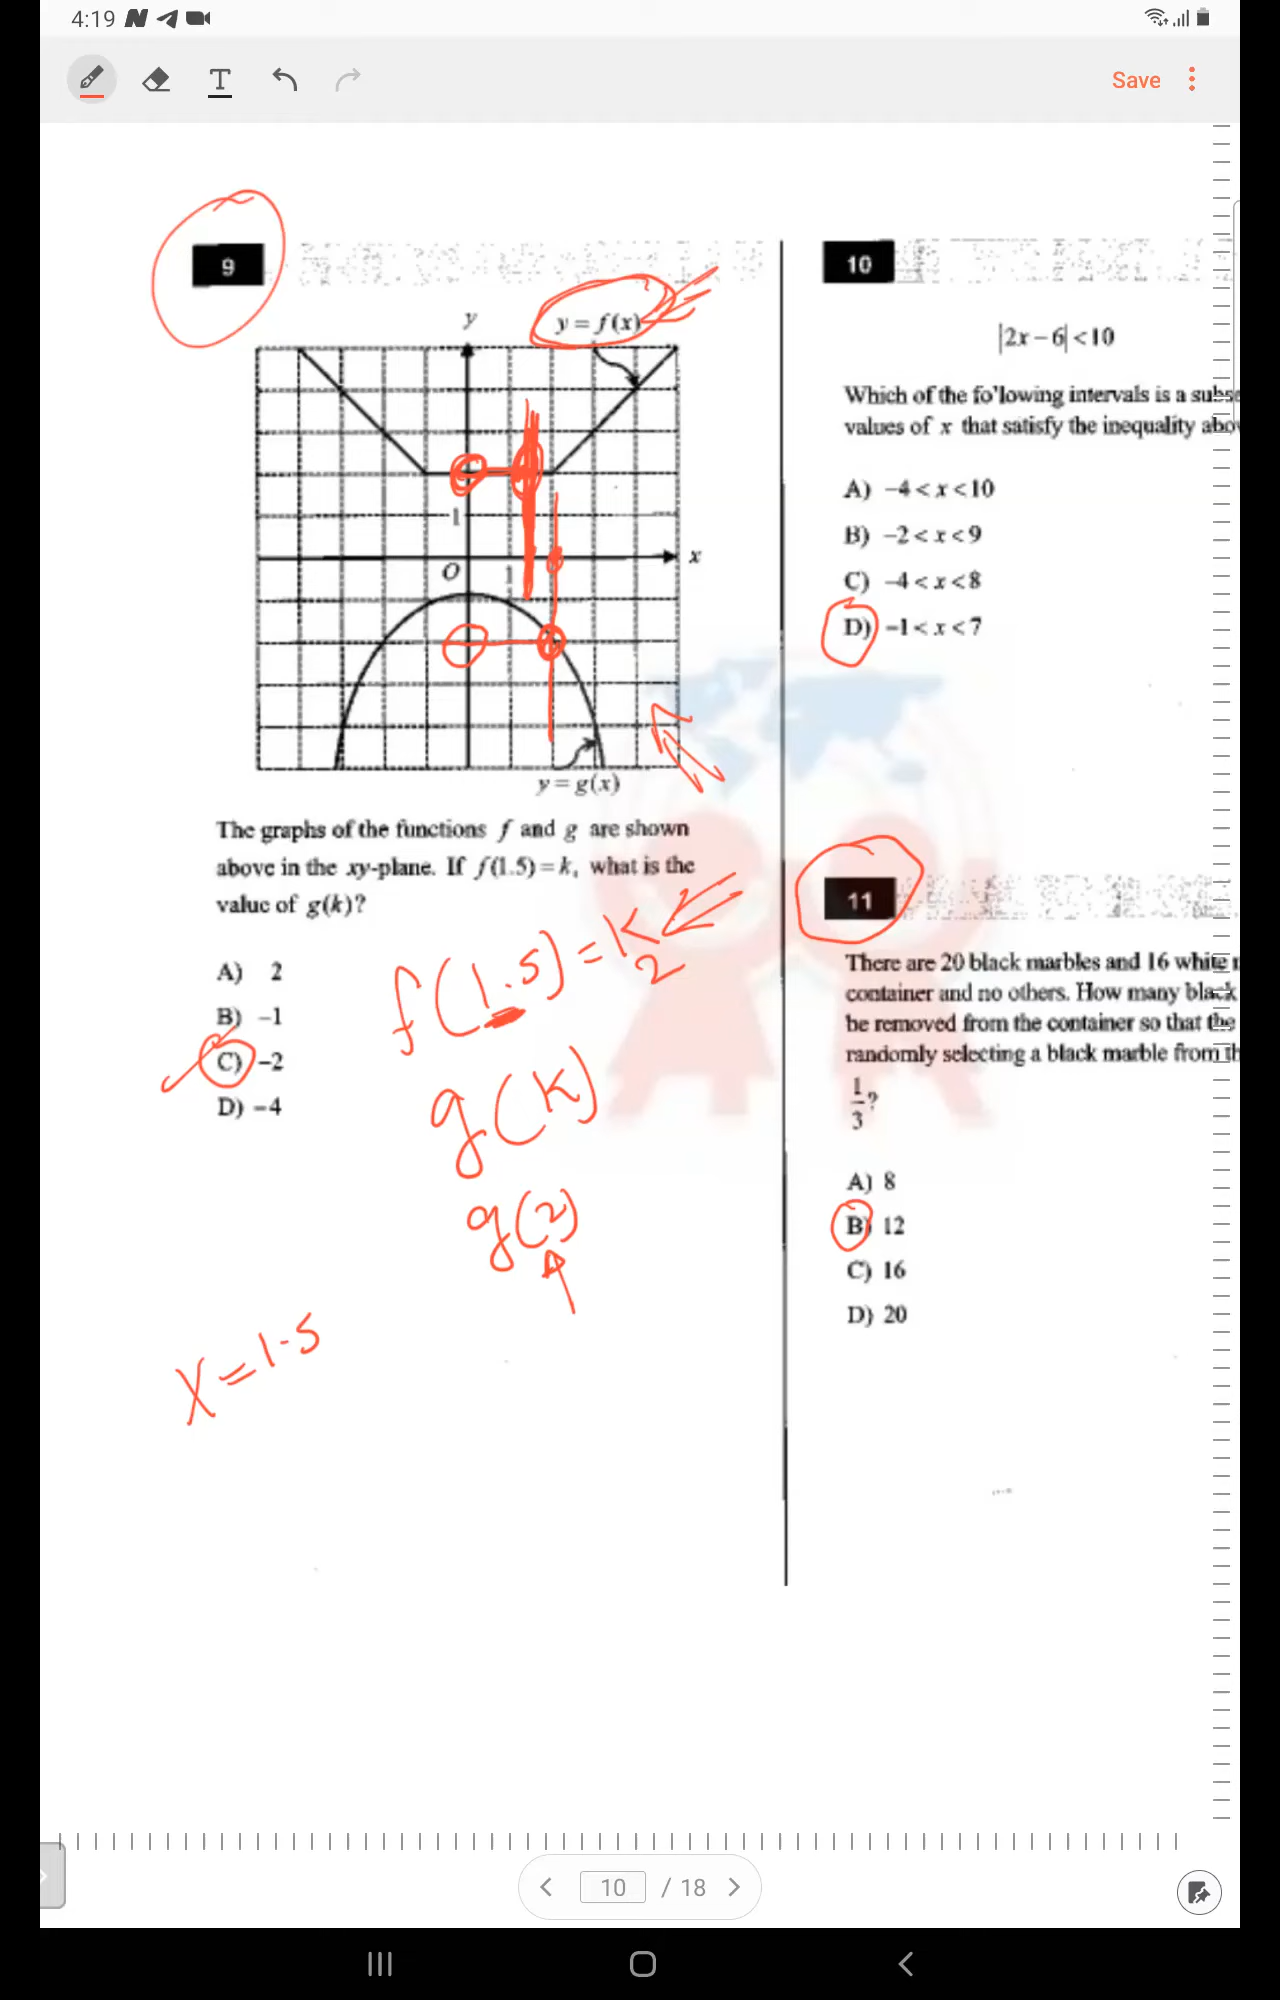 4:19
T
Save
9
y
y = f(x)
1
O
1
x
y = g(x)
The graphs of the functions f and g are shown
above in the xy-plane. If f(1.5) = k, what is the
value of g(k)?
A) 2
B) -1
C) -2
D) -4
f(1.5) = k
2
g(k)
g(2)
x = 1.5
10
|2x - 6| < 10
Which of the fo'lowing intervals is a subse
values of x that satisfy the inequality abo
A) -4 < x < 10
B) -2 < x < 9
C) -4 < x < 8
D) -1 < x < 7
11
There are 20 black marbles and 16 white
container and no others. How many black
be removed from the container so that the
randomly selecting a black marble from th
1
3?
A) 8
B) 12
C) 16
D) 20
10 / 18